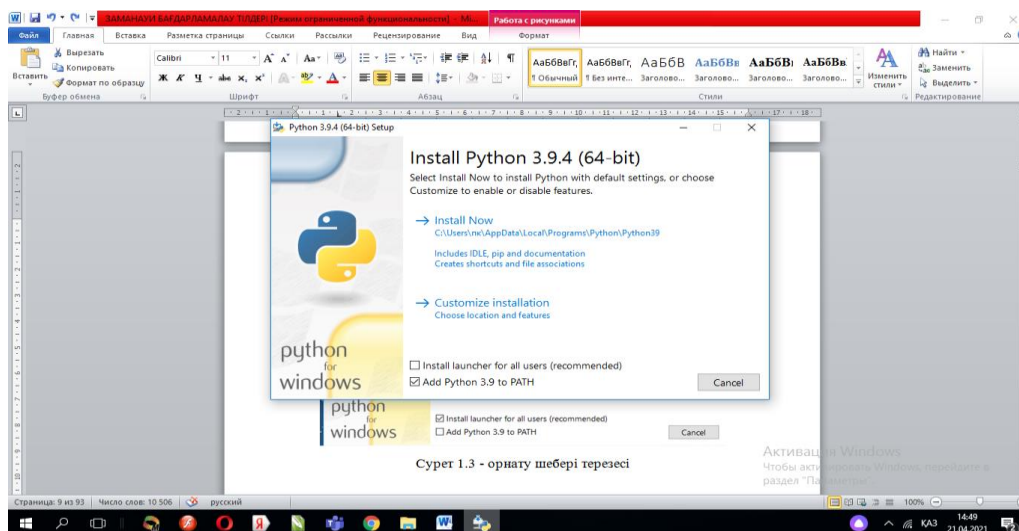 ЗАМАНАУИ БАҒДАРЛАМАЛАУ ТІЛДЕРІ [Режим ограниченной функциональности] - Mi... Работа с рисунками
Файл Главная Вставка Разметка страницы Ссылки Рассылки Рецензирование Вид Формат
Вставить
Вырезать
Копировать
Формат по образцу
Буфер обмена
Calibri 11
Ж К Ч abc x, x²
Шрифт
Абзац
АаБбВвГг, АаБбВвГг, АаБбВ АаБбВв АаБбВı АаБбВв
¶ Обычный ¶ Без инте... Заголово... Заголово... Заголово... Заголово...
Стили
Изменить стили
Найти
Заменить
Выделить
Редактирование
Python 3.9.4 (64-bit) Setup
Install Python 3.9.4 (64-bit)
Select Install Now to install Python with default settings, or choose
Customize to enable or disable features.
Install Now
C:\Users\пк\AppData\Local\Programs\Python\Python39
Includes IDLE, pip and documentation
Creates shortcuts and file associations
Customize installation
Choose location and features
python
for
windows
Install launcher for all users (recommended)
Add Python 3.9 to PATH
Cancel
python
for
windows
Install launcher for all users (recommended)
Add Python 3.9 to PATH
Cancel
Сурет 1.3 - орнату шебері терезесі
Активация Windows
Чтобы активировать Windows, перейдите в
раздел "Параметры".
Страница: 9 из 93 Число слов: 10 506 русский 100%
ҚАЗ 14:49
21.04.2021